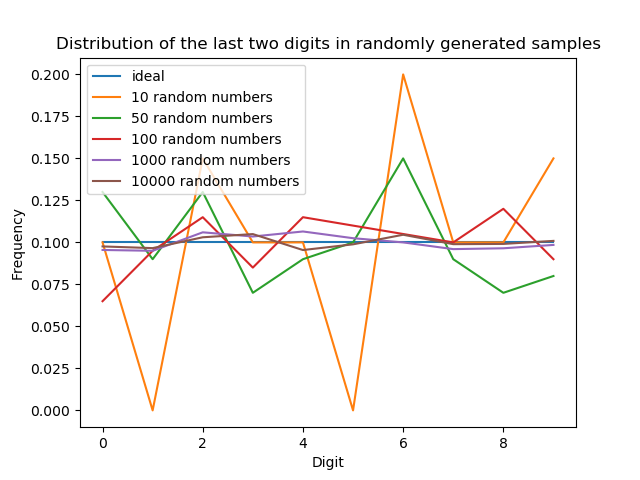 Distribution of the last two digits in randomly generated samples
0.200
0.175
0.150
0.125
0.100
0.075
0.050
0.025
0.000
Frequency
ideal
10 random numbers
50 random numbers
100 random numbers
1000 random numbers
10000 random numbers
0 2 4 6 8
Digit